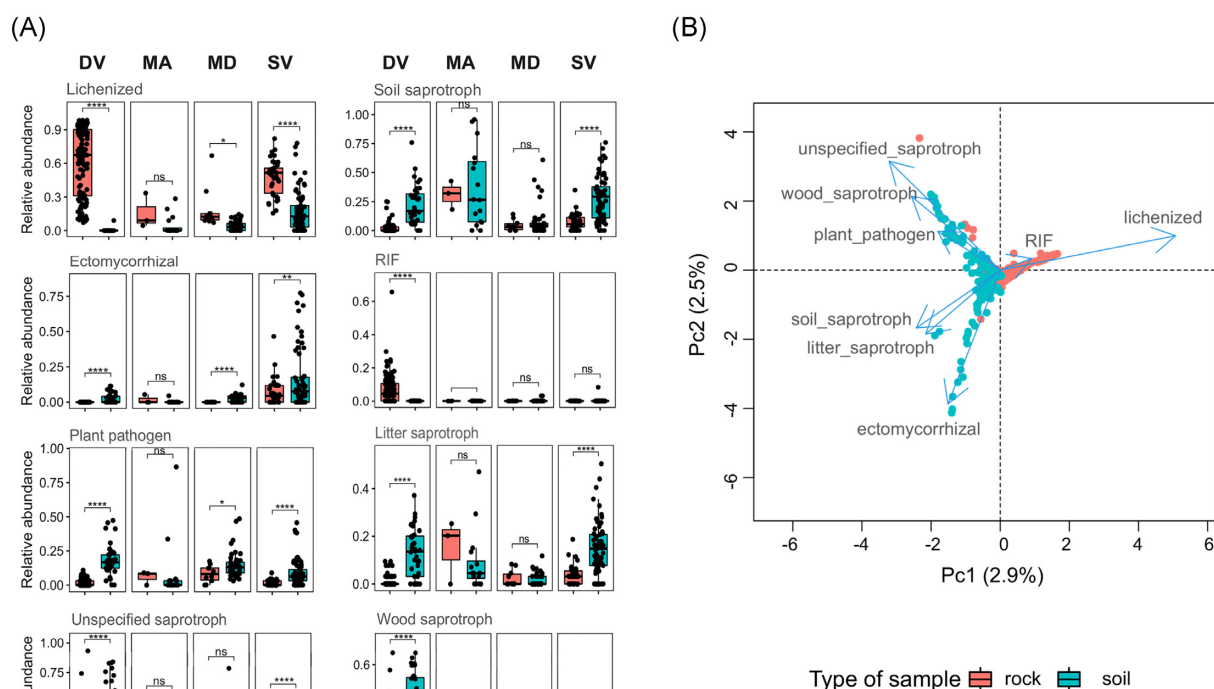 (A)
DV MA MD SV
Lichenized
Relative abundance
0.9
0.6
0.3
0.0
****
ns
*
****
DV MA MD SV
Soil saprotroph
1.00
0.75
0.50
0.25
0.00
****
ns
ns
****
Ectomycorrhizal
Relative abundance
0.75
0.50
0.25
0.00
****
ns
****
**
RIF
0.6
0.4
0.2
0.0
****
ns
ns
Plant pathogen
Relative abundance
1.00
0.75
0.50
0.25
0.00
****
ns
*
****
Litter saprotroph
0.4
0.2
0.0
****
ns
ns
****
Unspecified saprotroph
undance
1.00
0.75
****
ns
ns
****
Wood saprotroph
0.6
****
(B)
Pc2 (2.5%)
4
2
0
-2
-4
-6
unspecified_saprotroph
wood_saprotroph
lichenized
plant_pathogen
RIF
soil_saprotroph
litter_saprotroph
ectomycorrhizal
-6 -4 -2 0 2 4 6
Pc1 (2.9%)
Type of sample rock soil